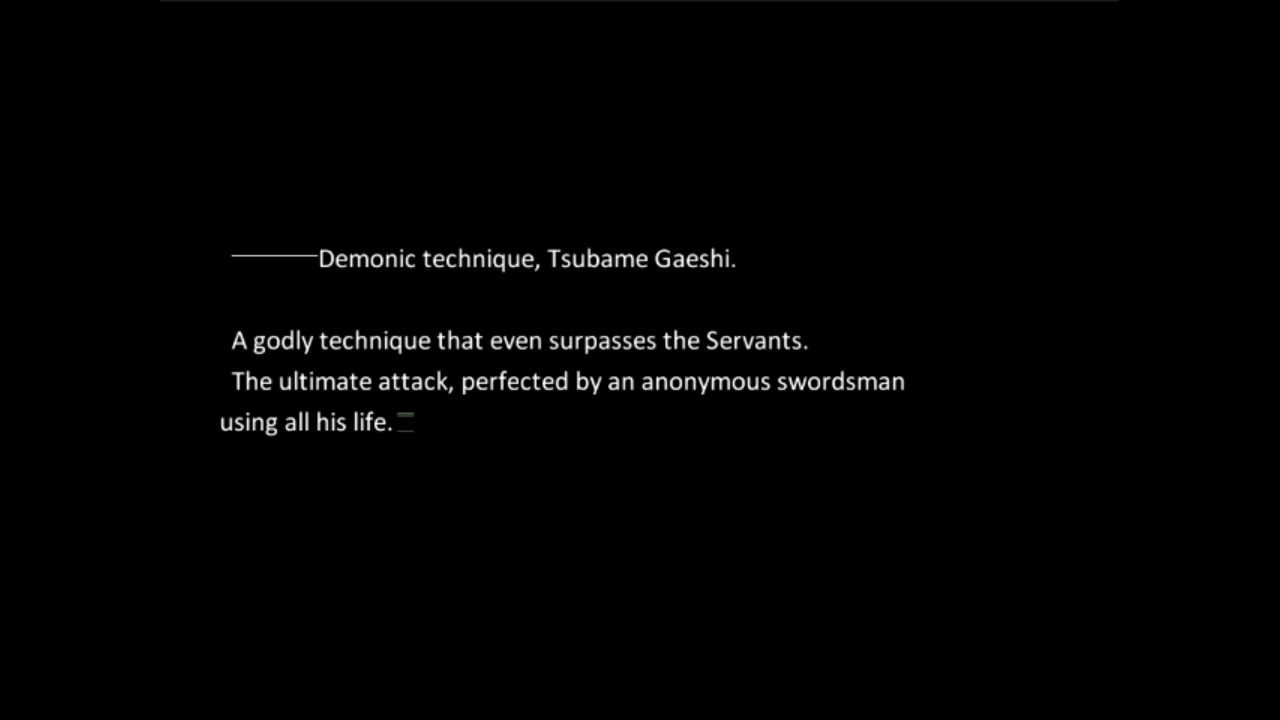 ————Demonic technique, Tsubame Gaeshi.
A godly technique that even surpasses the Servants.
The ultimate attack, perfected by an anonymous swordsman
using all his life.